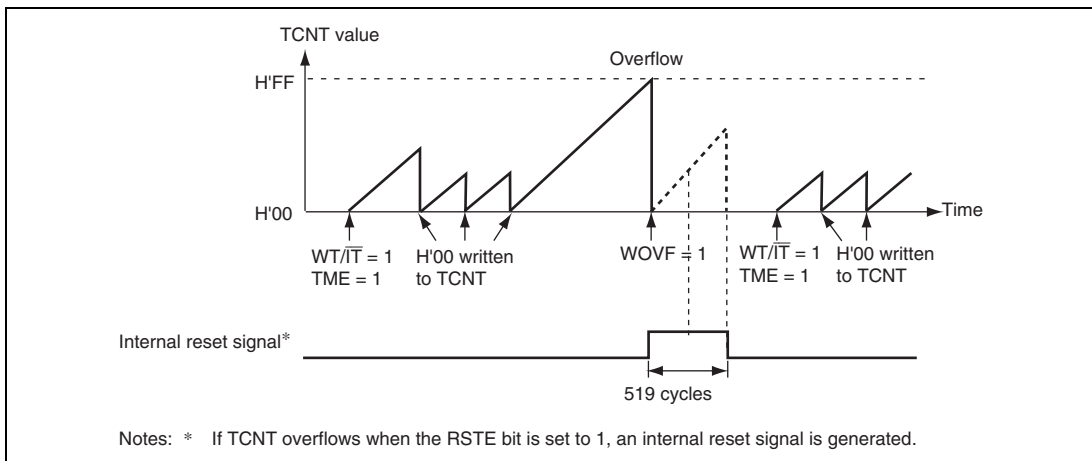 TCNT value
Overflow
H'FF
H'00
Time
WT/I̅T̅ = 1
TME = 1
H'00 written
to TCNT
WOVF = 1
WT/I̅T̅ = 1
TME = 1
H'00 written
to TCNT
Internal reset signal*
519 cycles
Notes: * If TCNT overflows when the RSTE bit is set to 1, an internal reset signal is generated.